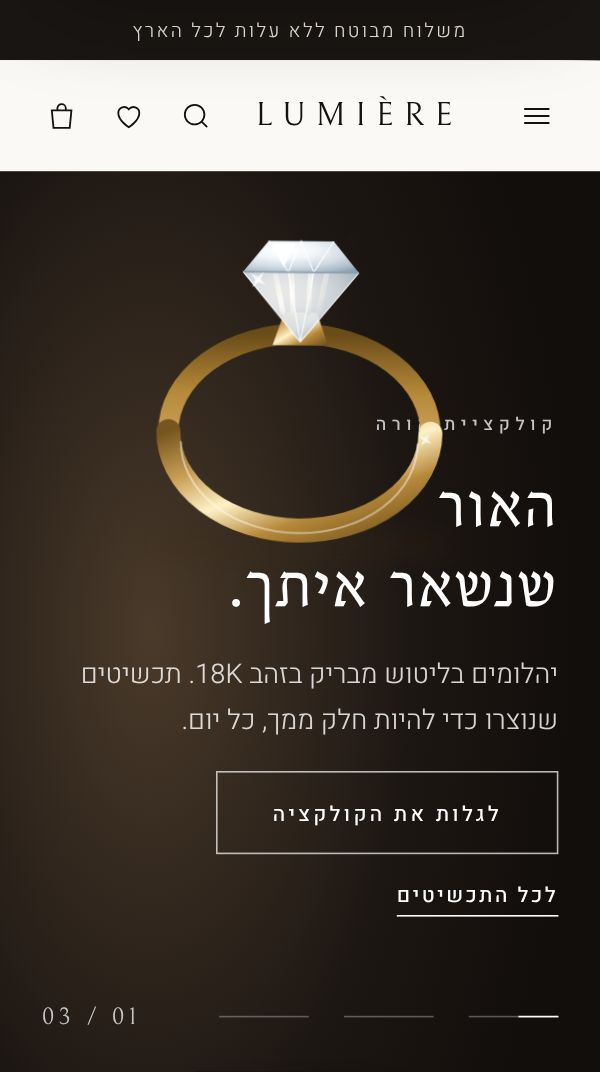 משלוח מבוטח ללא עלות לכל הארץ
LUMIÈRE
קולקציית
האור
שנשאר איתך.
יהלומים בליטוש מבריק בזהב 18K. תכשיטים
שנוצרו כדי להיות חלק ממך, כל יום.
לגלות את הקולקציה
לכל התכשיטים
03 / 01